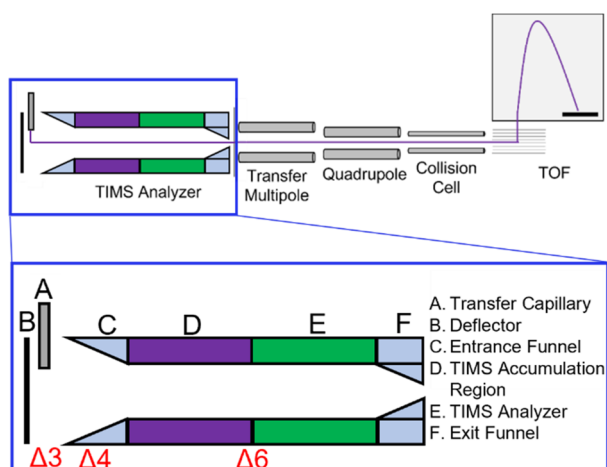 TIMS Analyzer
Transfer
Multipole
Quadrupole
Collision
Cell
TOF
A
B
C
D
E
F
A. Transfer Capillary
B. Deflector
C. Entrance Funnel
D. TIMS Accumulation
Region
E. TIMS Analyzer
F. Exit Funnel
Δ3
Δ4
Δ6